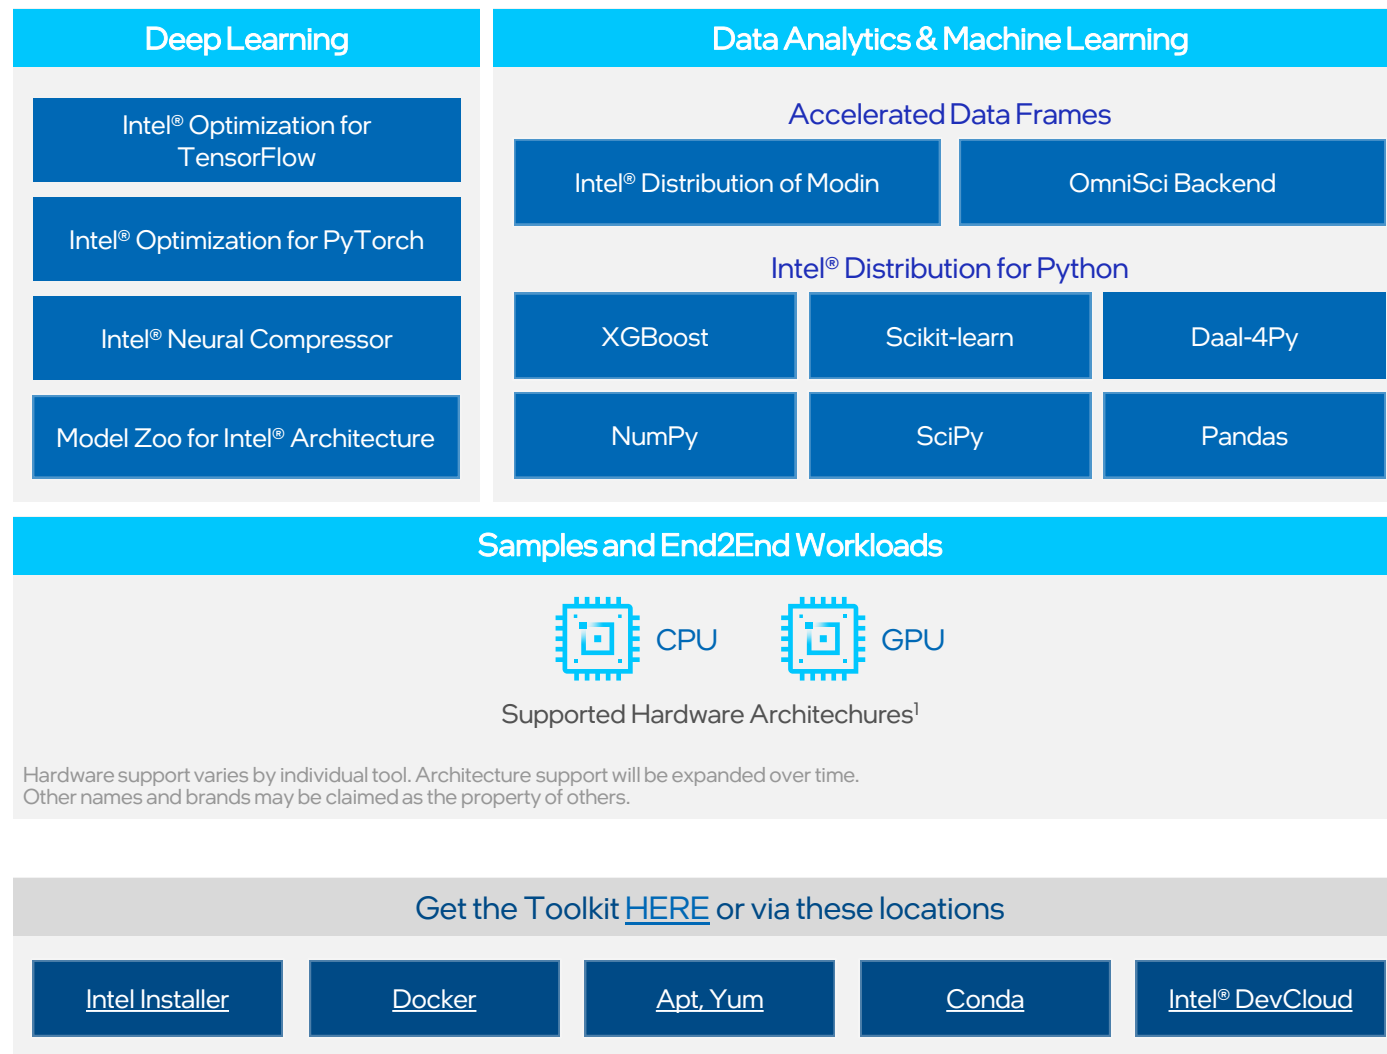 Deep Learning
Intel® Optimization for
TensorFlow
Intel® Optimization for PyTorch
Intel® Neural Compressor
Model Zoo for Intel® Architecture
Data Analytics & Machine Learning
Accelerated Data Frames
Intel® Distribution of Modin
OmniSci Backend
Intel® Distribution for Python
XGBoost
Scikit-learn
Daal-4Py
NumPy
SciPy
Pandas
Samples and End2End Workloads
CPU
GPU
Supported Hardware Architechures¹
Hardware support varies by individual tool. Architecture support will be expanded over time.
Other names and brands may be claimed as the property of others.
Get the Toolkit HERE or via these locations
Intel Installer
Docker
Apt, Yum
Conda
Intel® DevCloud